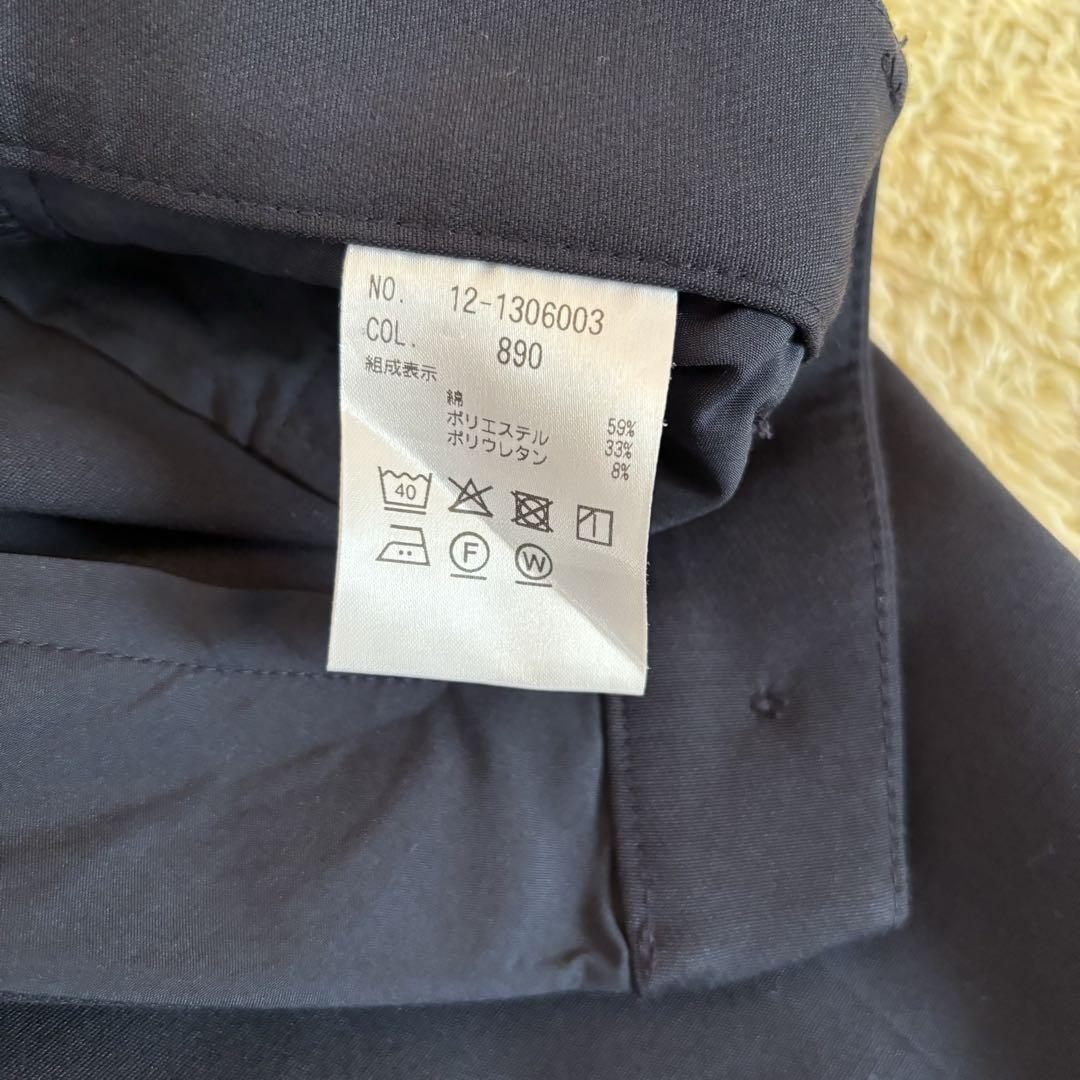 NO. 12-1306003
COL. 890
組成表示
綿 59%
ポリエステル 33%
ポリウレタン 8%
40
F W